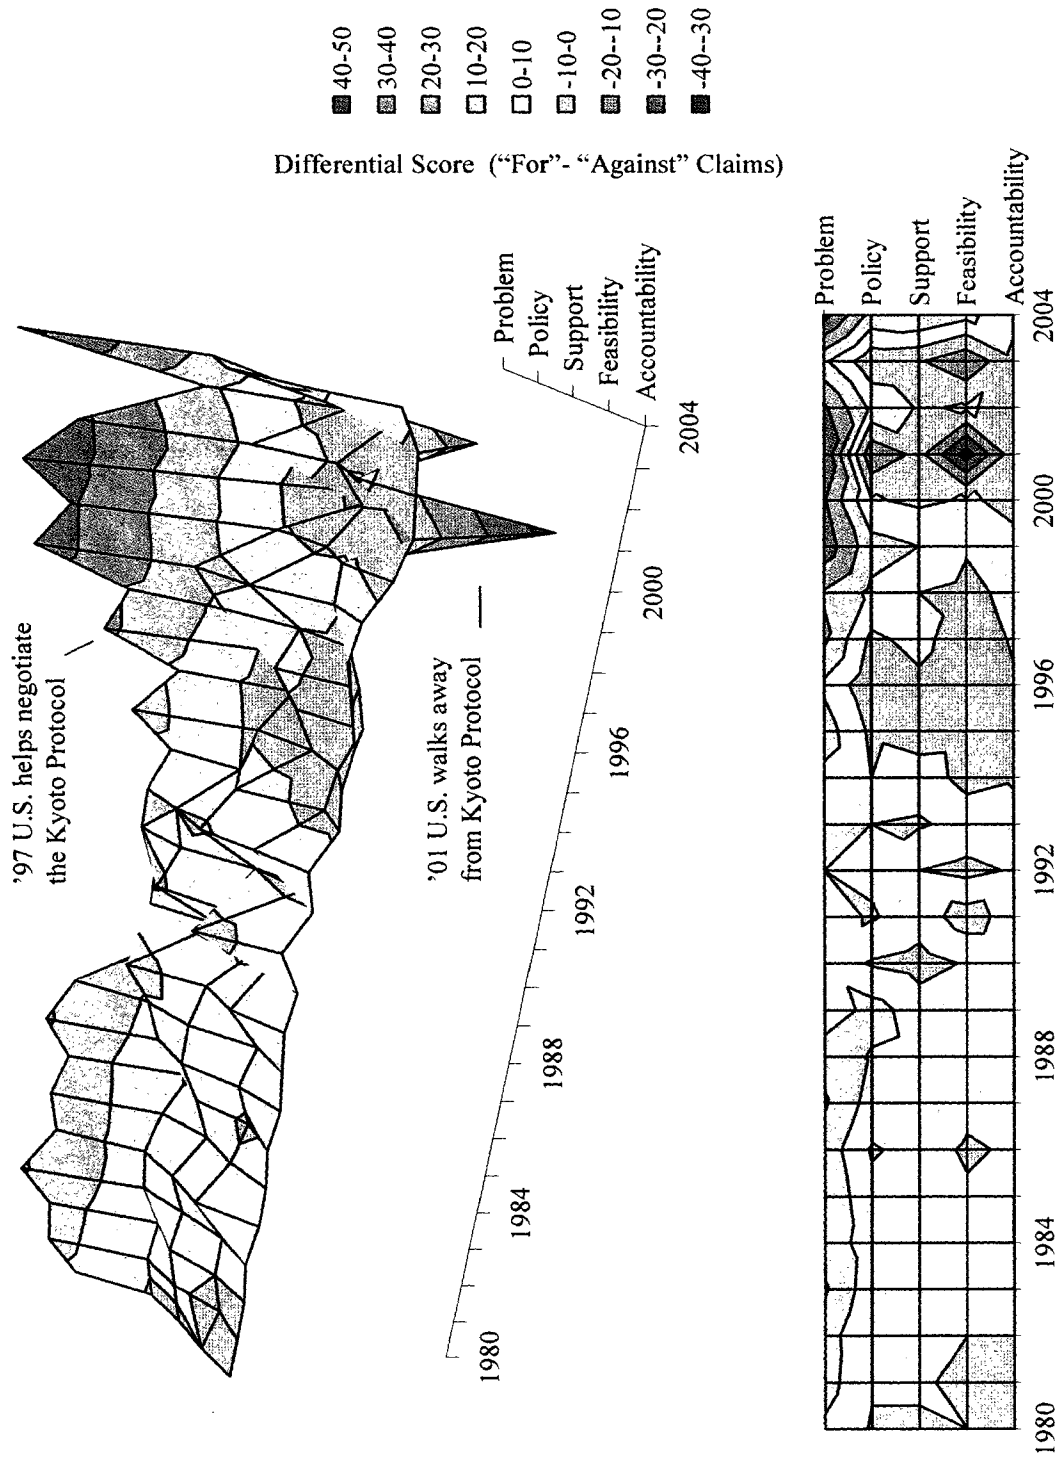 '97 U.S. helps negotiate
the Kyoto Protocol
'01 U.S. walks away
from Kyoto Protocol
1980
1984
1988
1992
1996
2000
2004
Problem
Policy
Support
Feasibility
Accountability
Differential Score ("For"- "Against" Claims)
40-50
30-40
20-30
10-20
0-10
-10-0
-20--10
-30--20
-40--30
Problem
Policy
Support
Feasibility
Accountability
1980
1984
1988
1992
1996
2000
2004